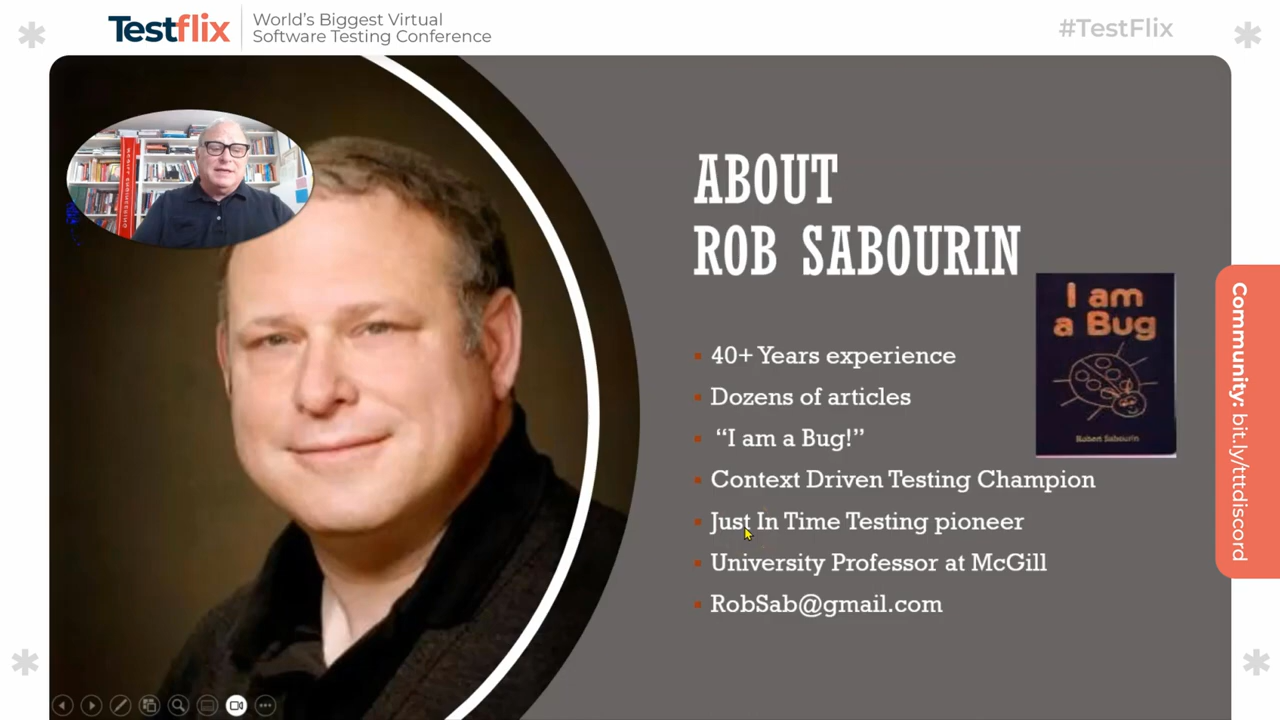 Testflix
World's Biggest Virtual
Software Testing Conference
#TestFlix
ABOUT
ROB SABOURIN
I am
a Bug
Robert Sabourin
40+ Years experience
Dozens of articles
“I am a Bug!”
Context Driven Testing Champion
Just In Time Testing pioneer
University Professor at McGill
RobSab@gmail.com
Community: bit.ly/tttdiscord